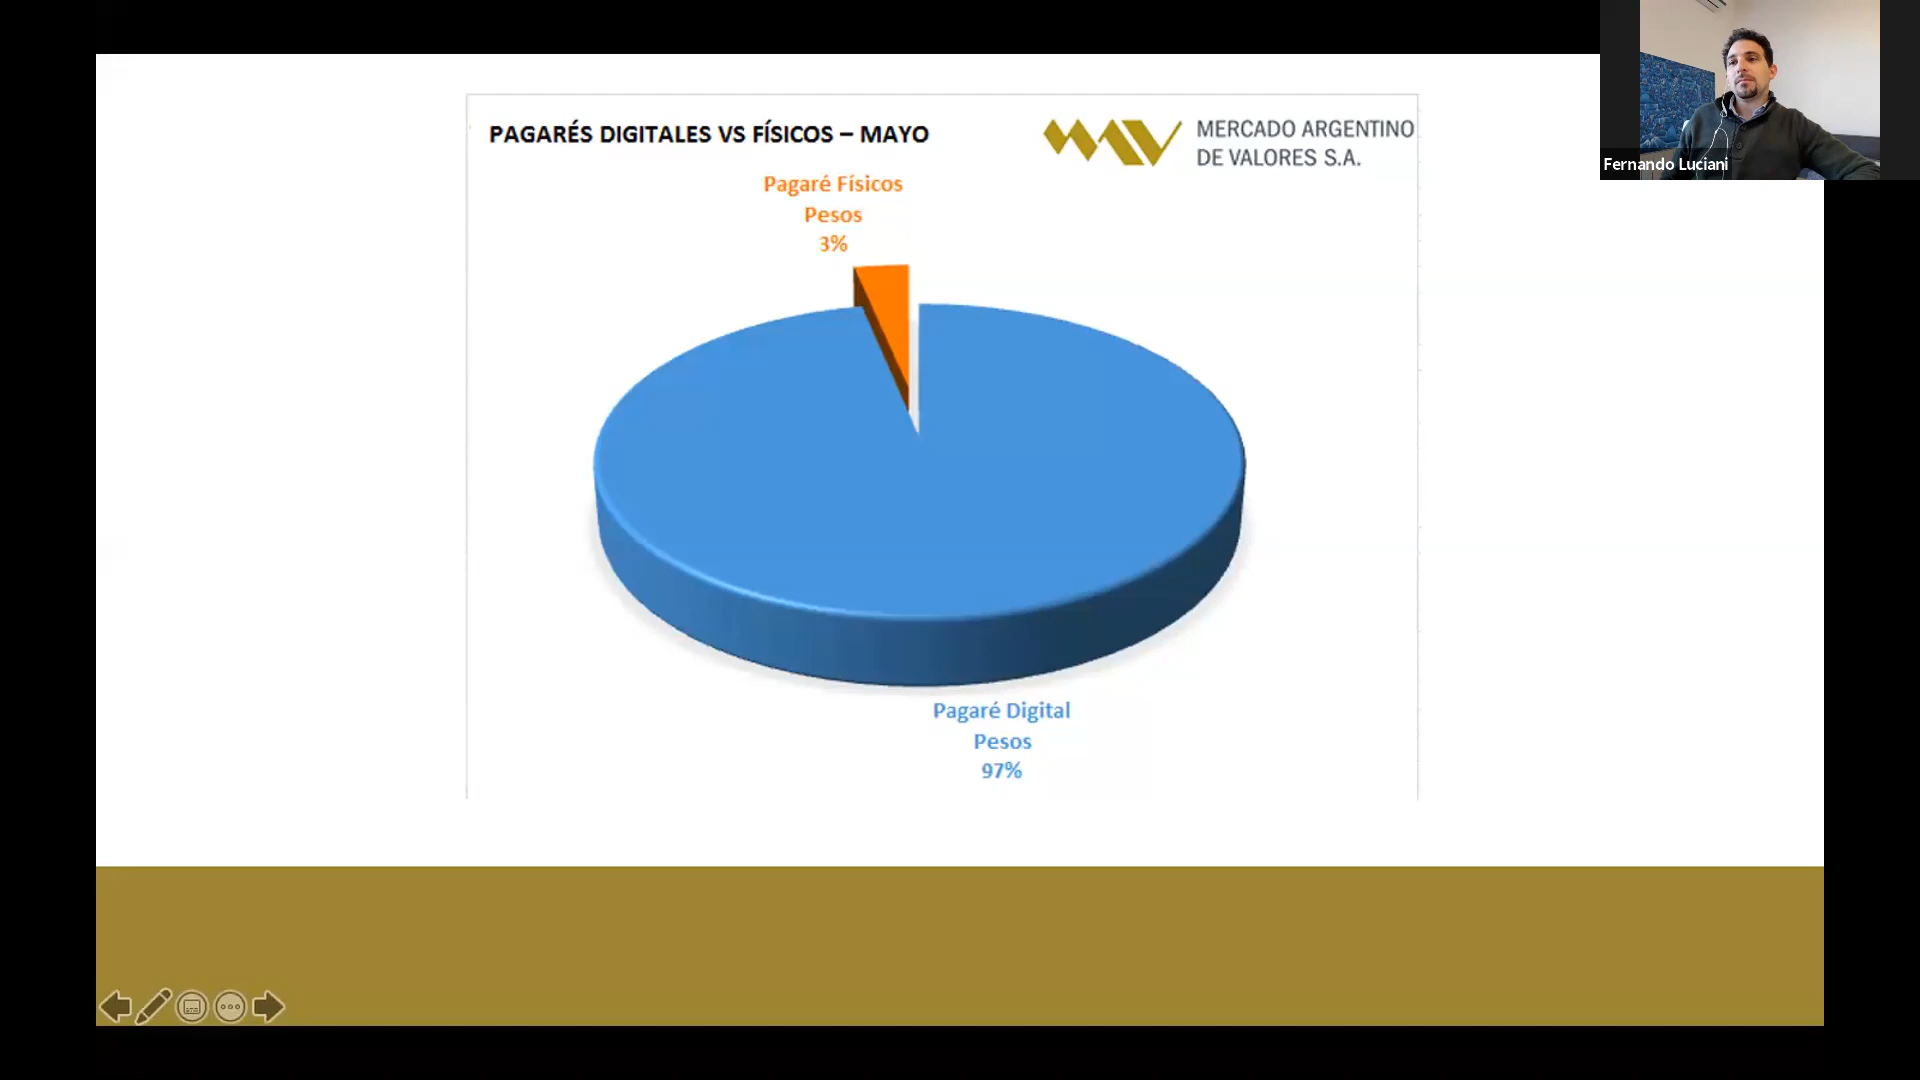 PAGARÉS DIGITALES VS FÍSICOS – MAYO
MERCADO ARGENTINO
DE VALORES S.A.
Pagaré Físicos
Pesos
3%
Pagaré Digital
Pesos
97%
Fernando Luciani